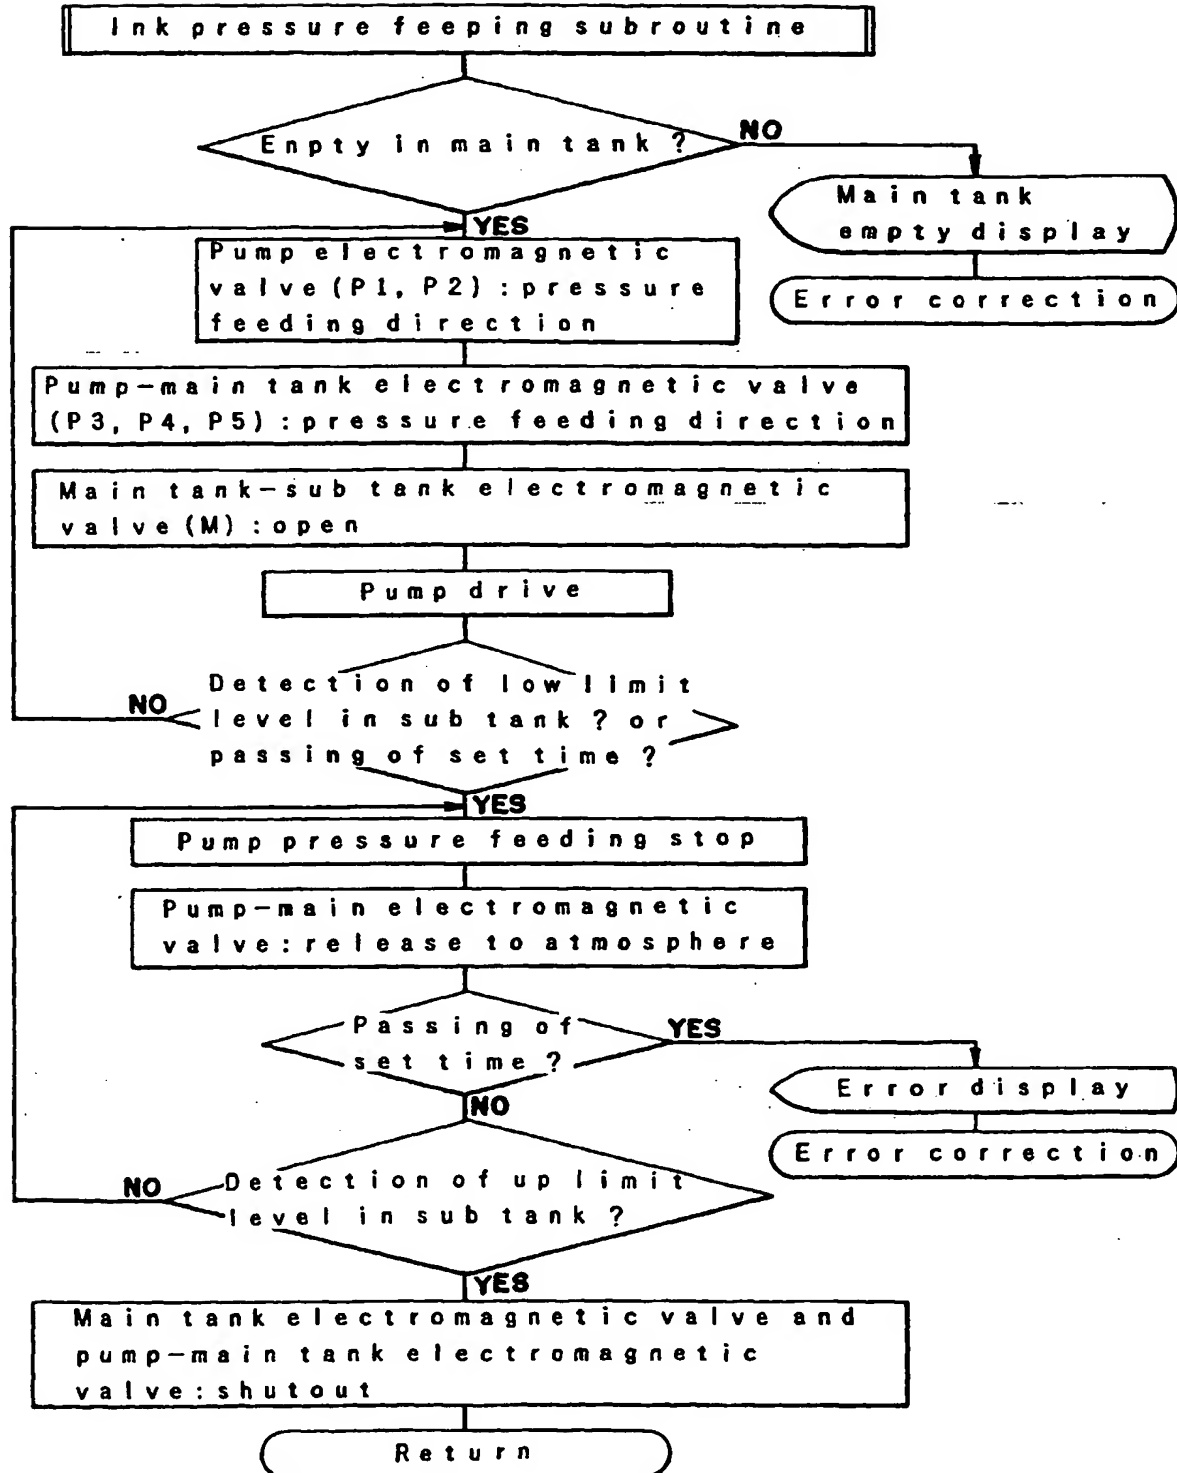 Ink pressure feeping subroutine
Enpty in main tank ?
NO
Main tank
empty display
YES
Error correction
Pump electromagnetic
valve (P1, P2) : pressure
feeding direction
Pump-main tank electromagnetic valve
(P3, P4, P5) : pressure feeding direction
Main tank-sub tank electromagnetic
valve (M) : open
Pump drive
Detection of low limit
NO
level in sub tank ? or
passing of set time ?
YES
Pump pressure feeding stop
Pump-main electromagnetic
valve : release to atmosphere
Passing of
set time ?
YES
Error display
NO
Error correction
Detection of up limit
NO
level in sub tank ?
YES
Main tank electromagnetic valve and
pump-main tank electromagnetic
valve : shutout
Return